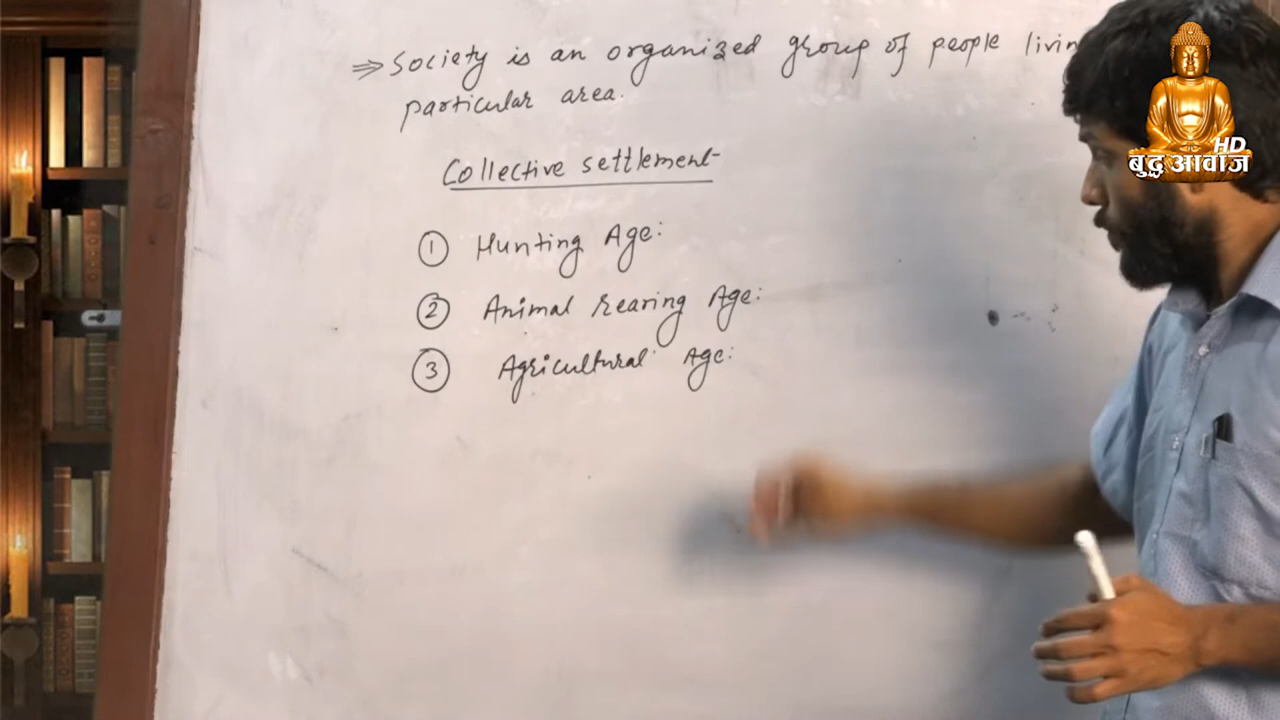 ⇒ Society is an organized group of people livin
particular area.
Collective settlement-
① Hunting Age:
② Animal rearing Age:
③ Agricultural Age:
HD
बुद्ध आवाज